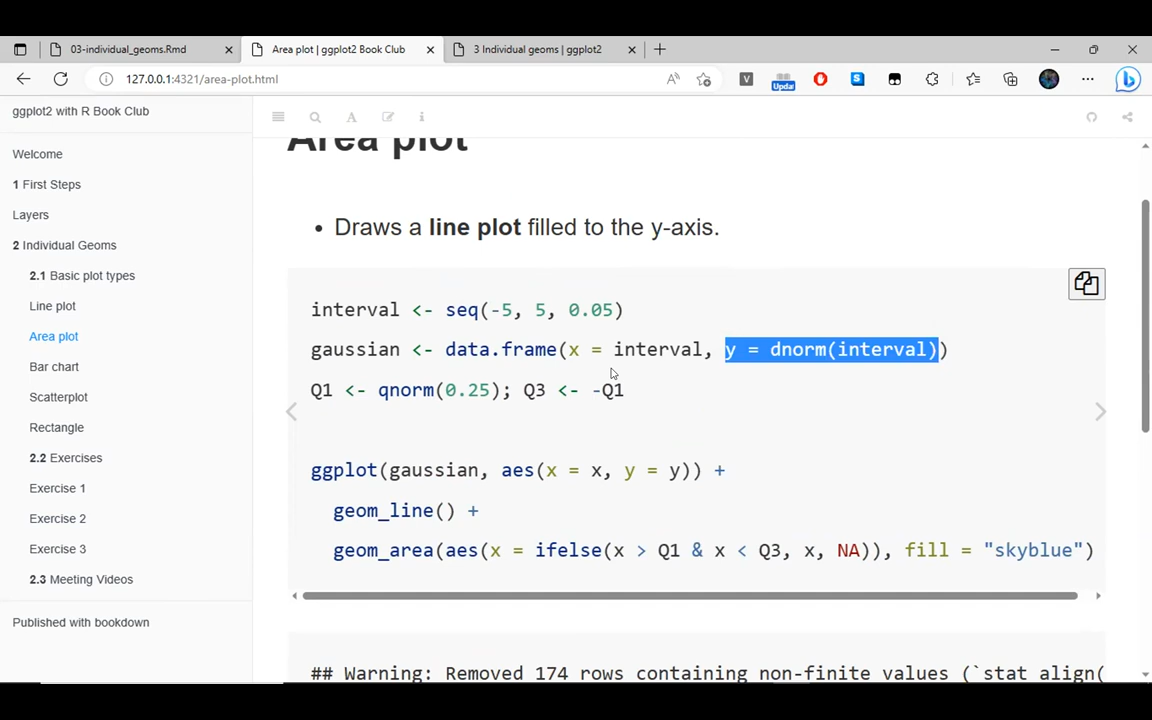 03-individual_geoms.Rmd
Area plot | ggplot2 Book Club
3 Individual geoms | ggplot2
127.0.0.1:4321/area-plot.html
V
Updat
ggplot2 with R Book Club
Welcome
1 First Steps
Layers
2 Individual Geoms
2.1 Basic plot types
Line plot
Area plot
Bar chart
Scatterplot
Rectangle
2.2 Exercises
Exercise 1
Exercise 2
Exercise 3
2.3 Meeting Videos
Published with bookdown
Area plot
• Draws a line plot filled to the y-axis.
interval <- seq(-5, 5, 0.05)
gaussian <- data.frame(x = interval, y = dnorm(interval))
Q1 <- qnorm(0.25); Q3 <- -Q1
ggplot(gaussian, aes(x = x, y = y)) +
geom_line() +
geom_area(aes(x = ifelse(x > Q1 & x < Q3, x, NA)), fill = "skyblue")
## Warning: Removed 174 rows containing non-finite values (`stat_align(